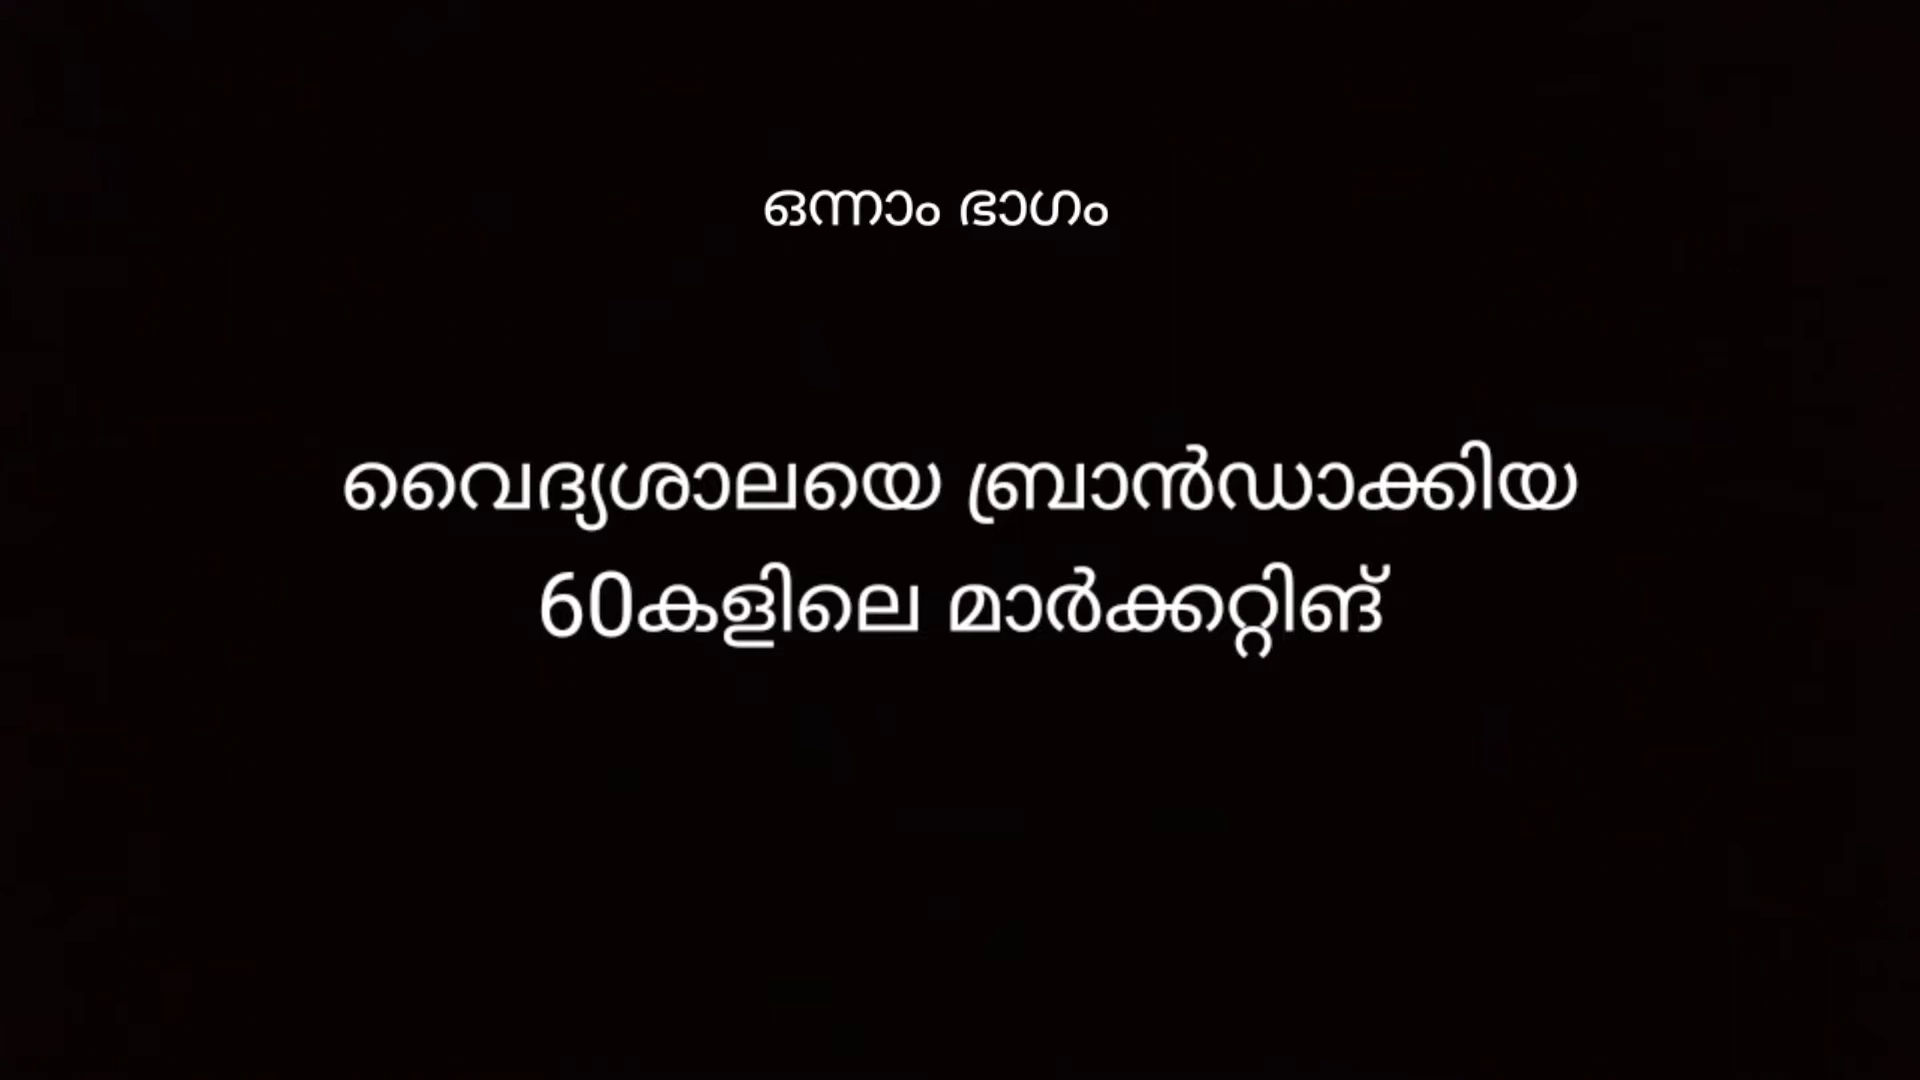 ഒന്നാം ഭാഗം
വൈദ്യശാലയെ ബ്രാൻഡാക്കിയ
60കളിലെ മാർക്കറ്റിങ്